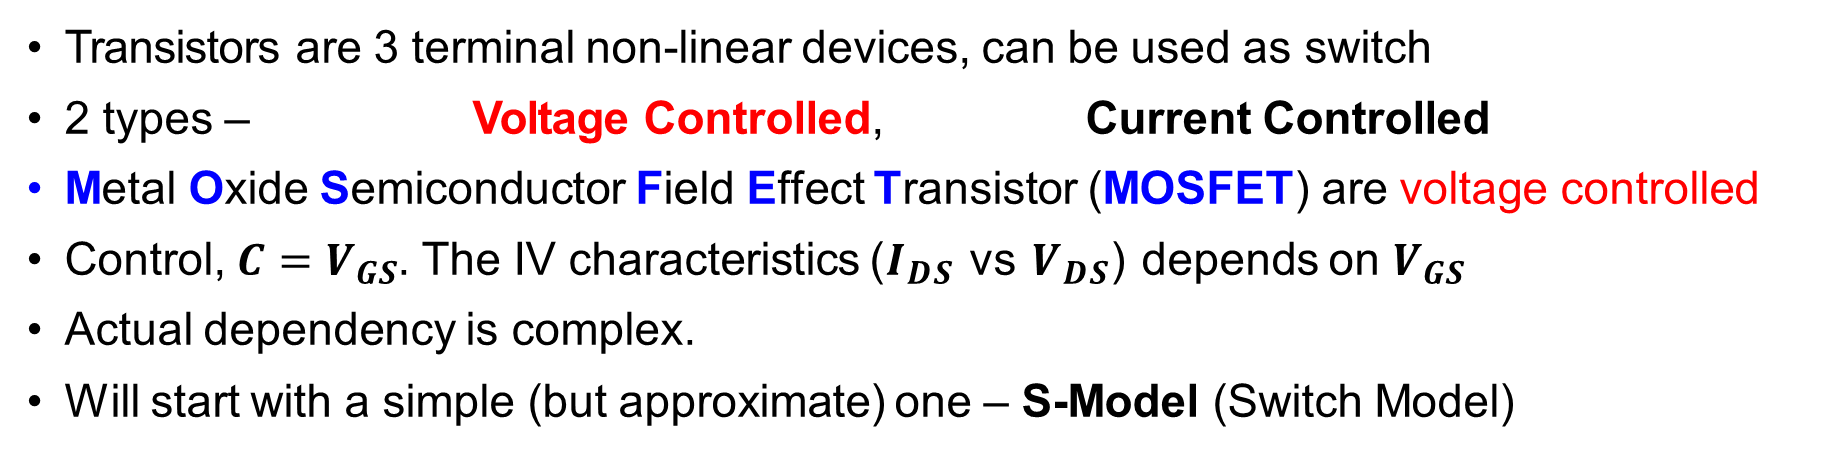 • Transistors are 3 terminal non-linear devices, can be used as switch
• 2 types – Voltage Controlled, Current Controlled
• Metal Oxide Semiconductor Field Effect Transistor (MOSFET) are voltage controlled
• Control, C = V_GS. The IV characteristics (I_DS vs V_DS) depends on V_GS
• Actual dependency is complex.
• Will start with a simple (but approximate) one – S-Model (Switch Model)